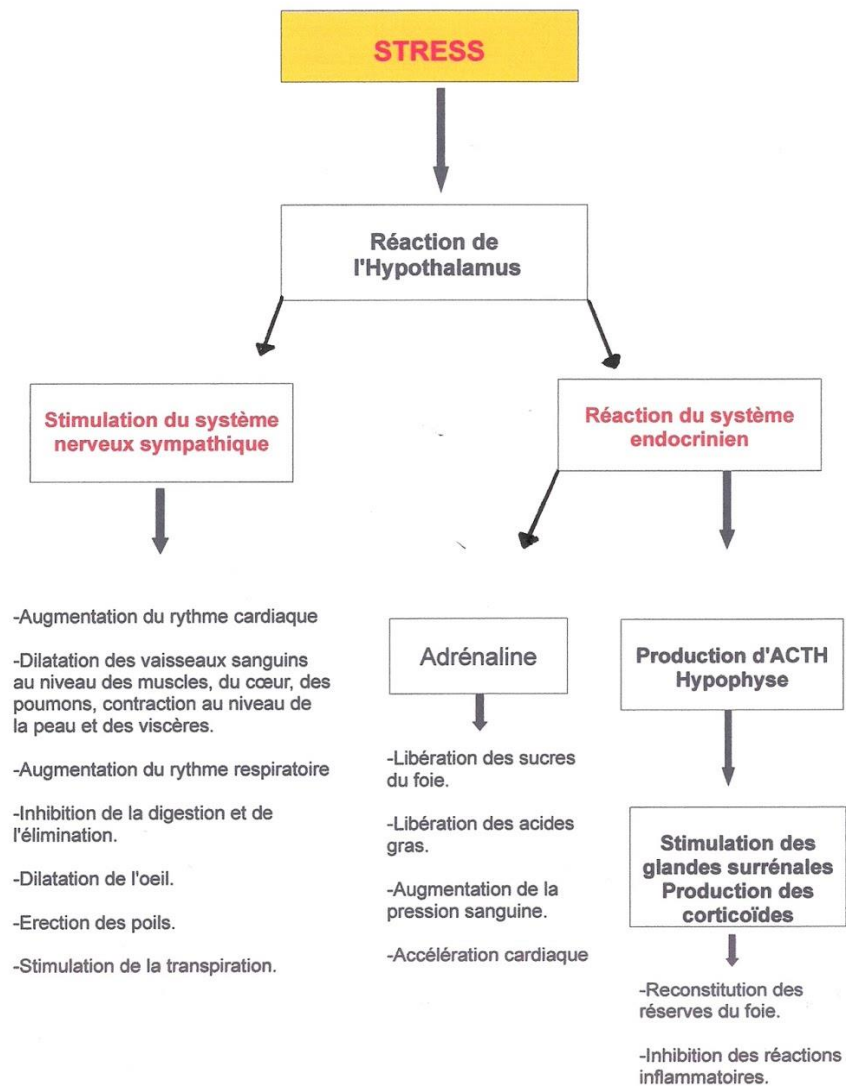 STRESS
Réaction de
l'Hypothalamus
Stimulation du système
nerveux sympathique
Réaction du système
endocrinien
-Augmentation du rythme cardiaque
-Dilatation des vaisseaux sanguins
au niveau des muscles, du cœur, des
poumons, contraction au niveau de
la peau et des viscères.
-Augmentation du rythme respiratoire
-Inhibition de la digestion et de
l'élimination.
-Dilatation de l'oeil.
-Erection des poils.
-Stimulation de la transpiration.
Adrénaline
-Libération des sucres
du foie.
-Libération des acides
gras.
-Augmentation de la
pression sanguine.
-Accélération cardiaque
Production d'ACTH
Hypophyse
Stimulation des
glandes surrénales
Production des
corticoïdes
-Reconstitution des
réserves du foie.
-Inhibition des réactions
inflammatoires.